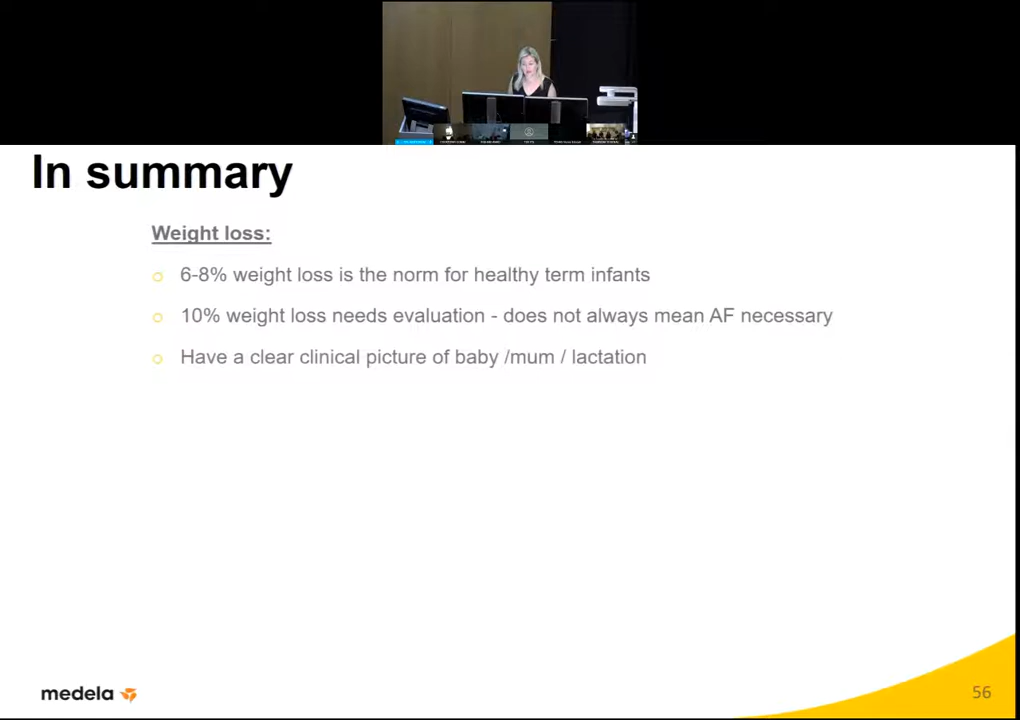 In summary
Weight loss:
6-8% weight loss is the norm for healthy term infants
10% weight loss needs evaluation - does not always mean AF necessary
Have a clear clinical picture of baby /mum / lactation
medela
56